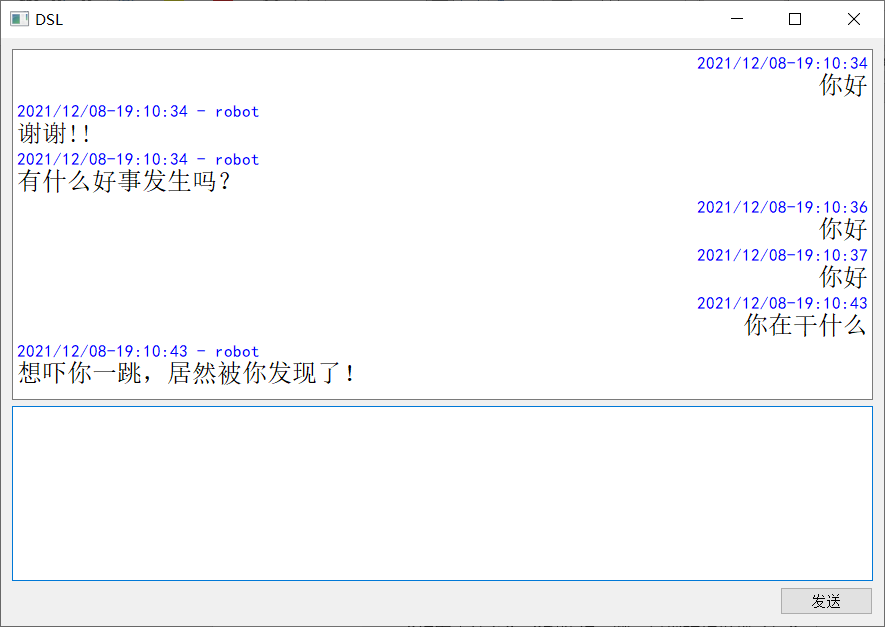 DSL
2021/12/08-19:10:34
你好
2021/12/08-19:10:34 - robot
谢谢!!
2021/12/08-19:10:34 - robot
有什么好事发生吗？
2021/12/08-19:10:36
你好
2021/12/08-19:10:37
你好
2021/12/08-19:10:43
你在干什么
2021/12/08-19:10:43 - robot
想吓你一跳，居然被你发现了！
发送